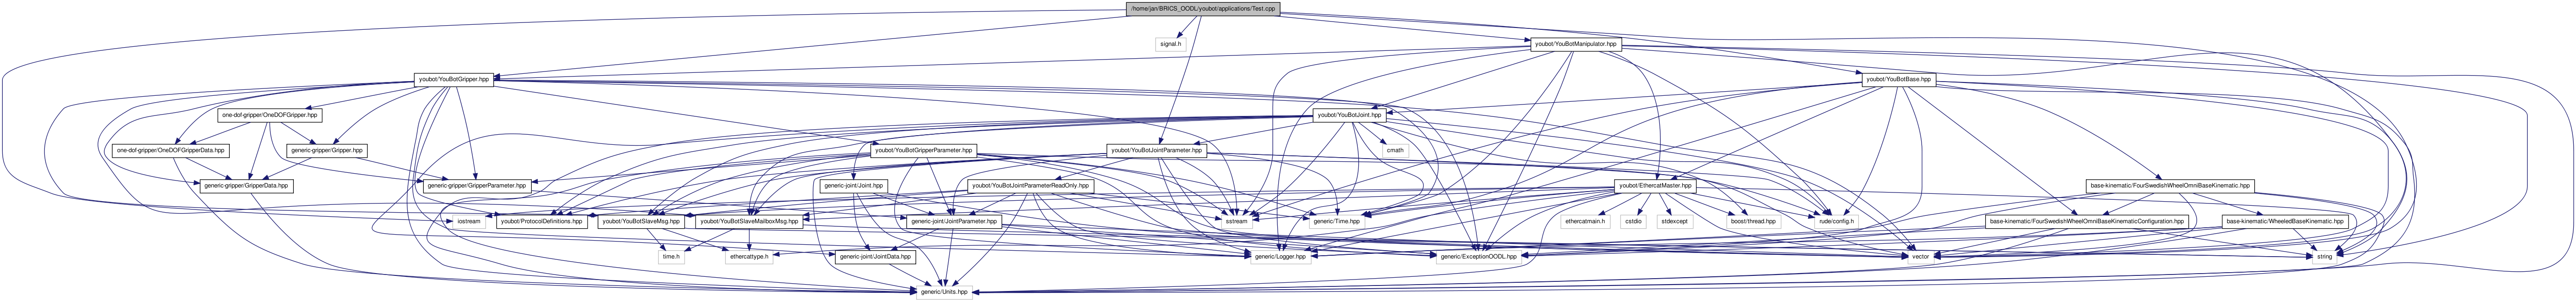 /home/jan/BRICS_OODL/youbot/applications/Test.cpp
signal.h
youbot/YouBotManipulator.hpp
youbot/YouBotGripper.hpp
youbot/YouBotBase.hpp
one-dof-gripper/OneDOFGripper.hpp
youbot/YouBotJoint.hpp
one-dof-gripper/OneDOFGripperData.hpp
generic-gripper/Gripper.hpp
youbot/YouBotGripperParameter.hpp
youbot/YouBotJointParameter.hpp
cmath
generic-gripper/GripperData.hpp
generic-gripper/GripperParameter.hpp
generic-joint/Joint.hpp
youbot/YouBotJointParameterReadOnly.hpp
youbot/EthercatMaster.hpp
base-kinematic/FourSwedishWheelOmniBaseKinematic.hpp
iostream
youbot/ProtocolDefinitions.hpp
youbot/YouBotSlaveMsg.hpp
youbot/YouBotSlaveMailboxMsg.hpp
generic-joint/JointParameter.hpp
sstream
generic/Time.hpp
ethercatmain.h
cstdio
stdexcept
boost/thread.hpp
rude/config.h
base-kinematic/FourSwedishWheelOmniBaseKinematicConfiguration.hpp
base-kinematic/WheeledBaseKinematic.hpp
time.h
ethercattype.h
generic-joint/JointData.hpp
generic/Logger.hpp
generic/ExceptionOODL.hpp
vector
string
generic/Units.hpp